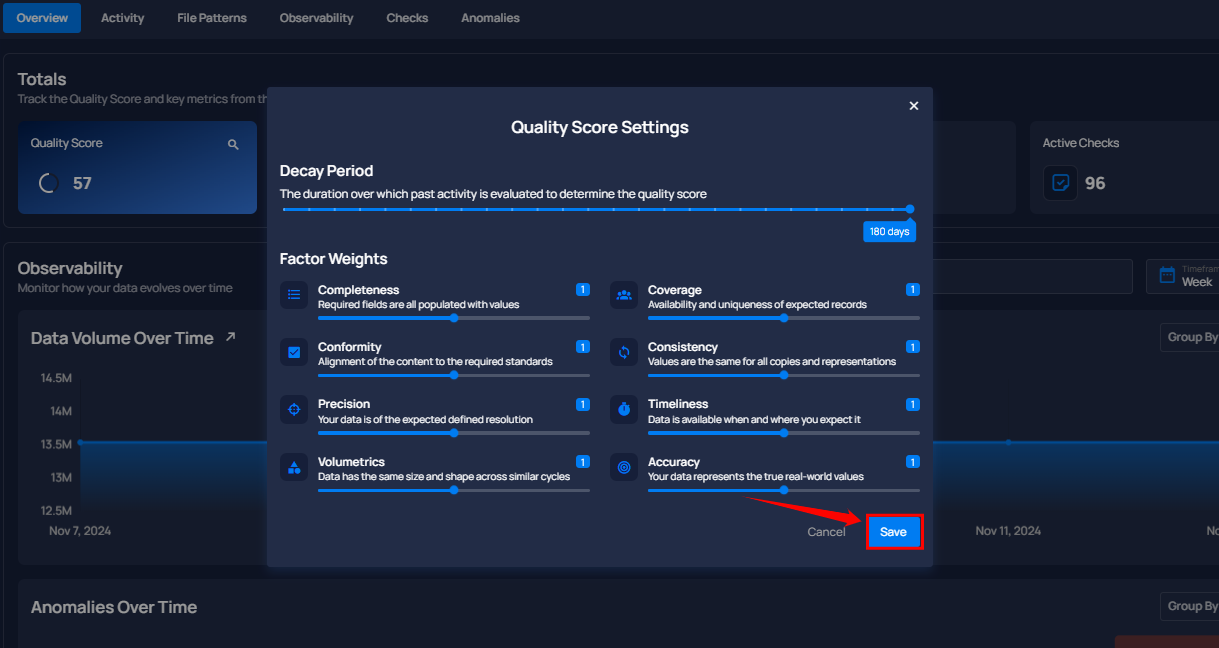 Overview
Activity
File Patterns
Observability
Checks
Anomalies
Totals
Track the Quality Score and key metrics from th
Quality Score
57
Active Checks
96
Quality Score Settings
Decay Period
The duration over which past activity is evaluated to determine the quality score
180 days
Factor Weights
Completeness
1
Required fields are all populated with values
Coverage
1
Availability and uniqueness of expected records
Conformity
1
Alignment of the content to the required standards
Consistency
1
Values are the same for all copies and representations
Precision
1
Your data is of the expected defined resolution
Timeliness
1
Data is available when and where you expect it
Volumetrics
1
Data has the same size and shape across similar cycles
Accuracy
1
Your data represents the true real-world values
Cancel
Save
Observability
Monitor how your data evolves over time
Timefram
Week
Data Volume Over Time
Group By
14.5M
14M
13.5M
13M
12.5M
Nov 7, 2024
Nov 11, 2024
No
Anomalies Over Time
Group By